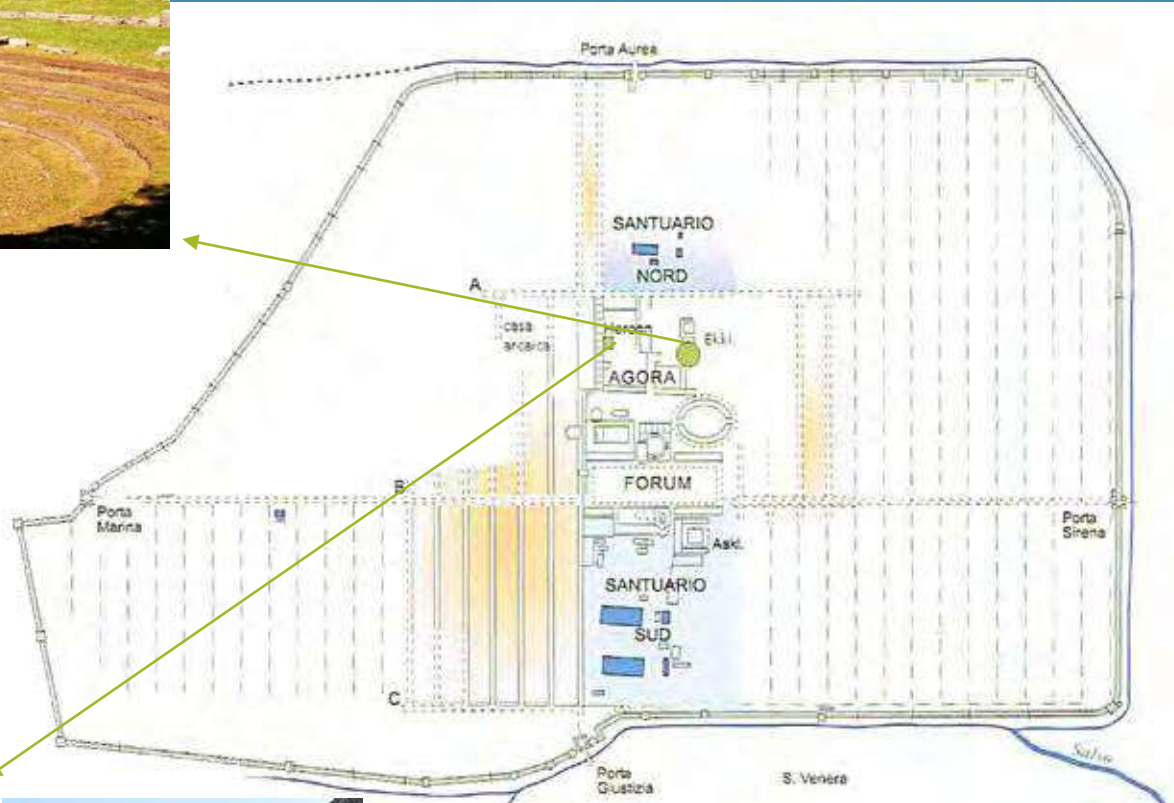 Porta Aurea
SANTUARIO
NORD
A
casa
arcaica
Heroon
Ekkl.
AGORA
FORUM
B
Porta
Marina
Porta
Sirena
Askl.
SANTUARIO
SUD
C
Porta
Giustizia
S. Venera
Salso